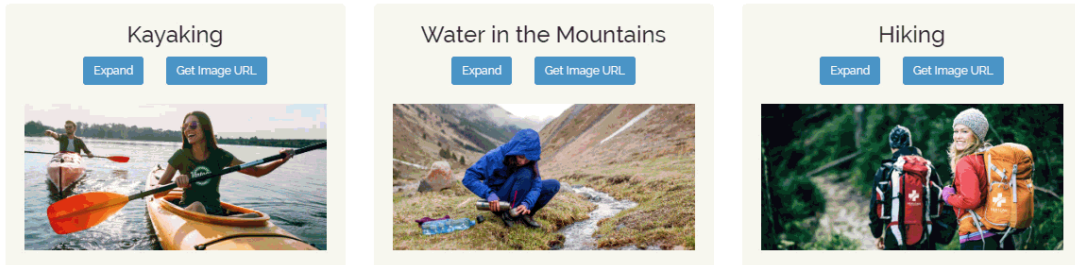 Kayaking
Expand
Get Image URL
Water in the Mountains
Expand
Get Image URL
Hiking
Expand
Get Image URL